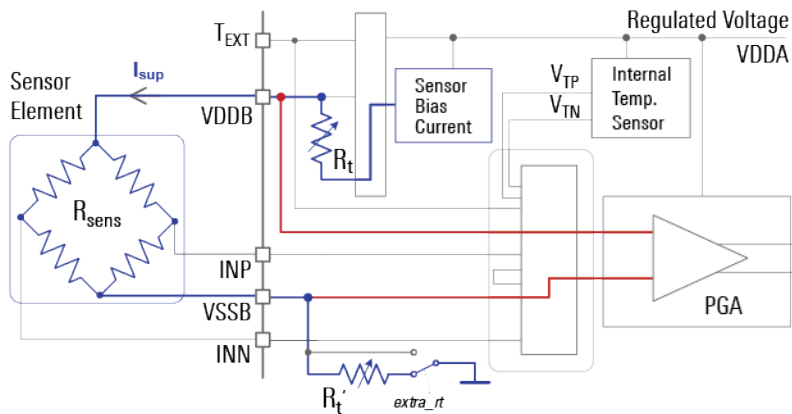 T_EXT
Regulated Voltage
VDDA
Sensor
Element
I_sup
VDDB
Sensor
Bias
Current
V_TP
V_TN
Internal
Temp.
Sensor
R_t
R_sens
INP
VSSB
PGA
INN
R_t'
extra_rt